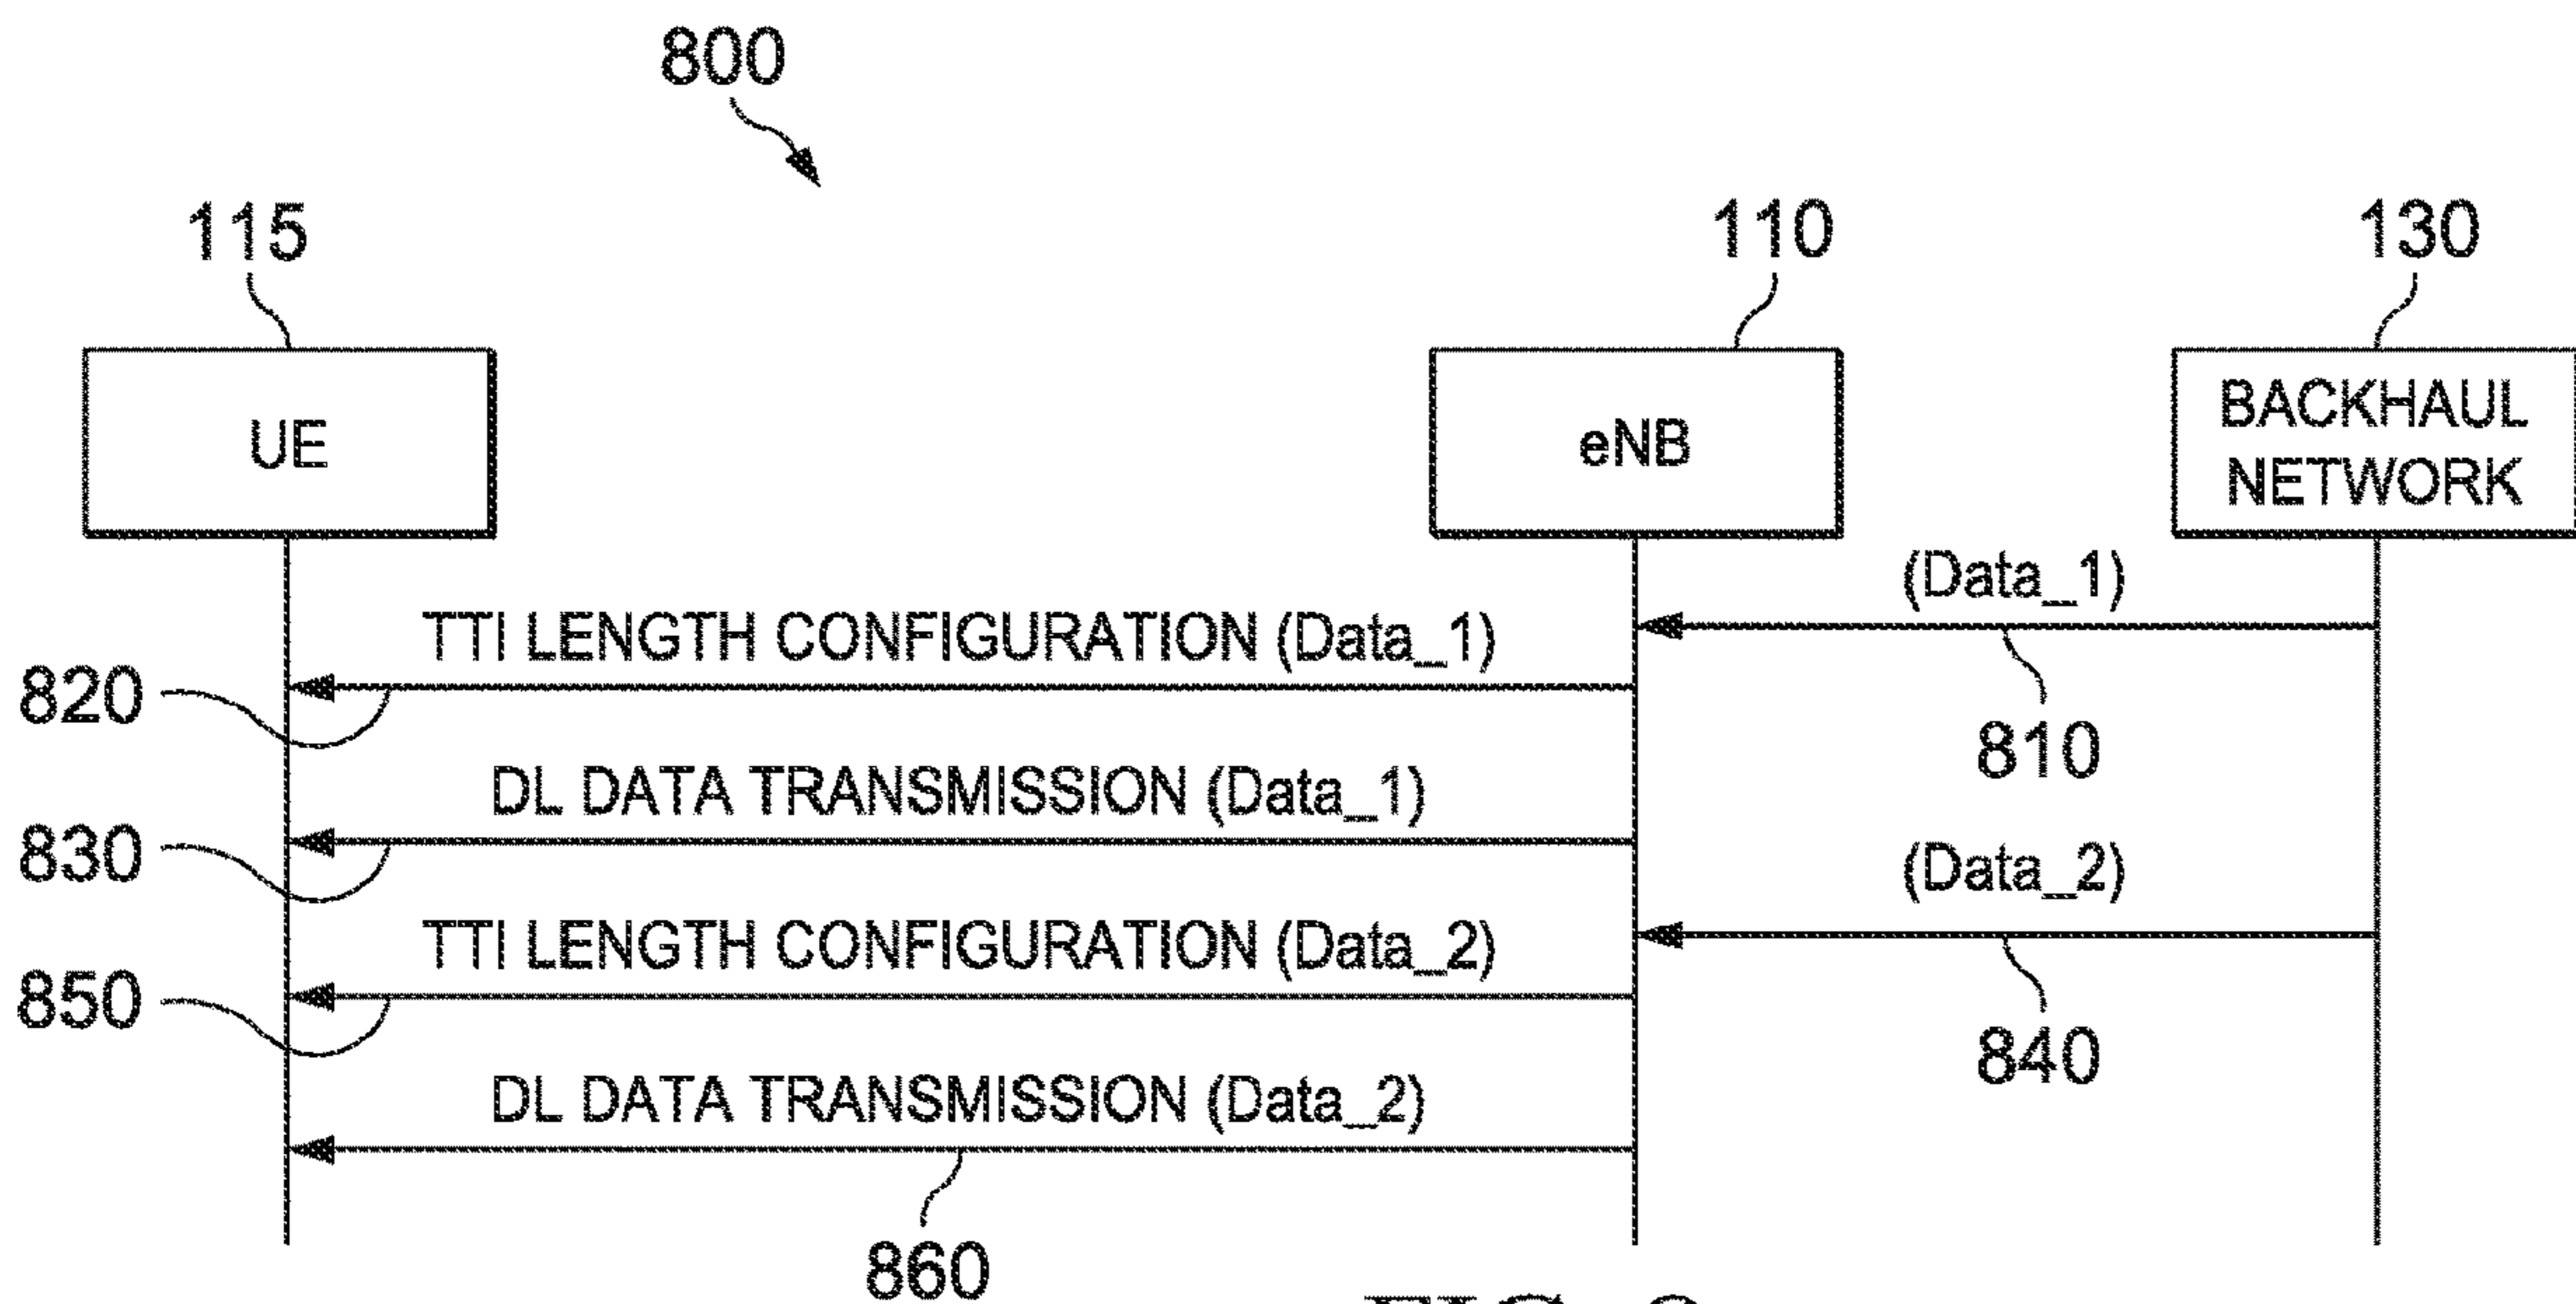 800
115
110
130
UE
eNB
BACKHAUL
NETWORK
(Data_1)
TTI LENGTH CONFIGURATION (Data_1)
820
810
DL DATA TRANSMISSION (Data_1)
830
(Data_2)
TTI LENGTH CONFIGURATION (Data_2)
850
840
DL DATA TRANSMISSION (Data_2)
860